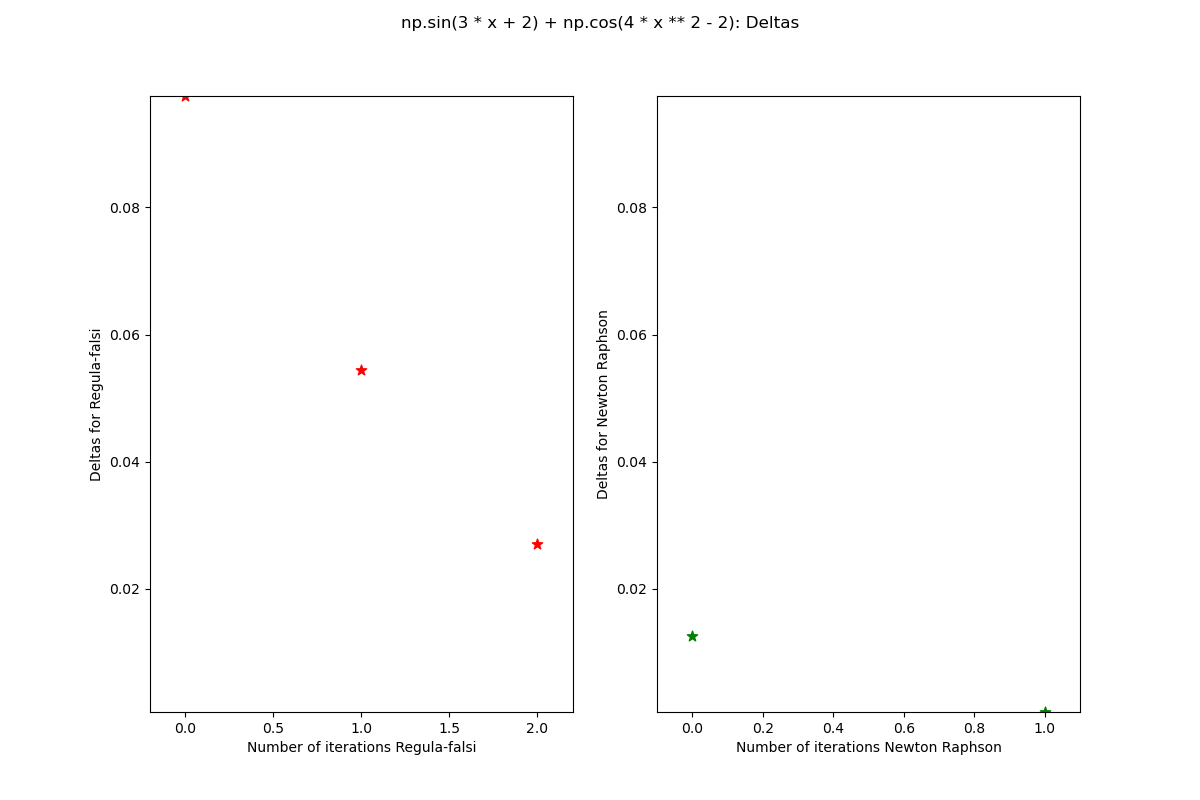 np.sin(3 * x + 2) + np.cos(4 * x ** 2 - 2): Deltas
Deltas for Regula-falsi
0.08
0.06
0.04
0.02
0.0 0.5 1.0 1.5 2.0
Number of iterations Regula-falsi
Deltas for Newton Raphson
0.08
0.06
0.04
0.02
0.0 0.2 0.4 0.6 0.8 1.0
Number of iterations Newton Raphson